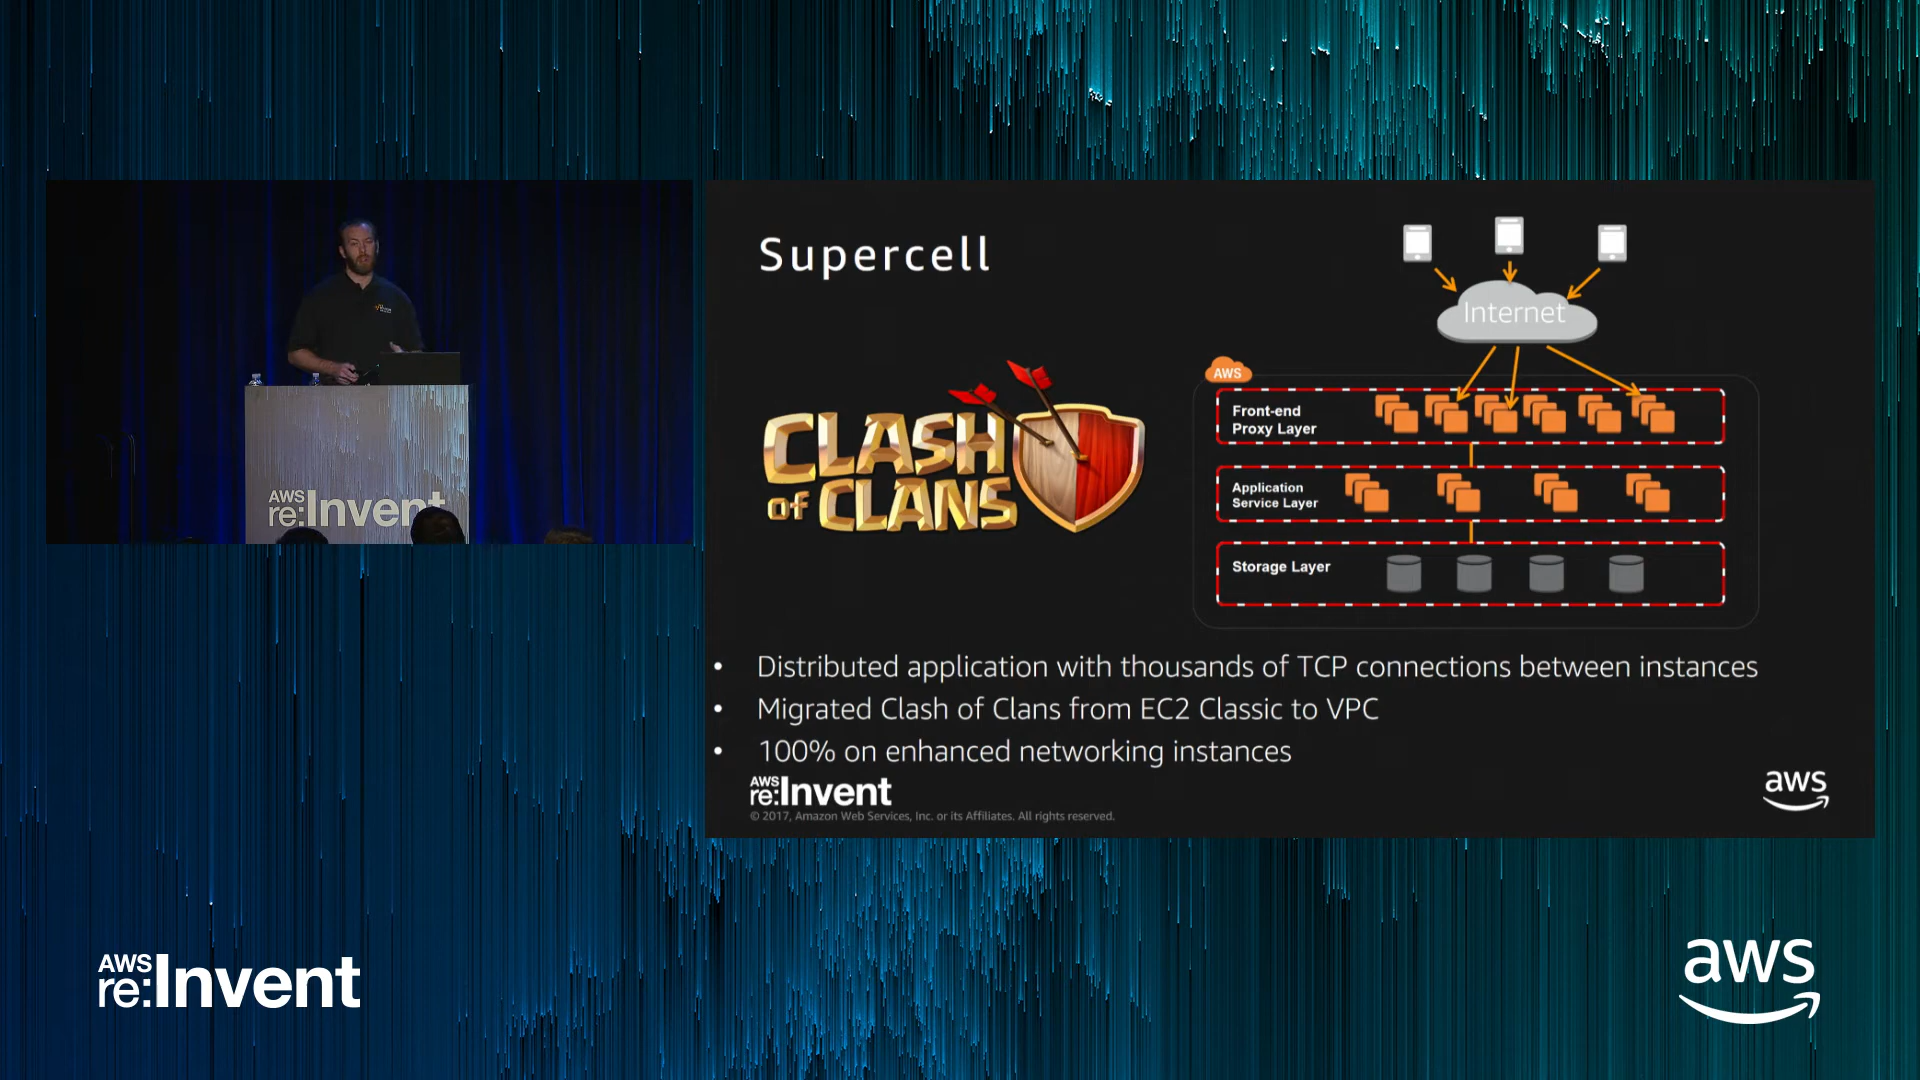 Supercell
Internet
AWS
Front-end
Proxy Layer
Application
Service Layer
Storage Layer
CLASH
of CLANS
• Distributed application with thousands of TCP connections between instances
• Migrated Clash of Clans from EC2 Classic to VPC
• 100% on enhanced networking instances
AWS
re:Invent
© 2017, Amazon Web Services, Inc. or its Affiliates. All rights reserved.
aws
AWS
re:Invent
AWS
re:Invent
aws